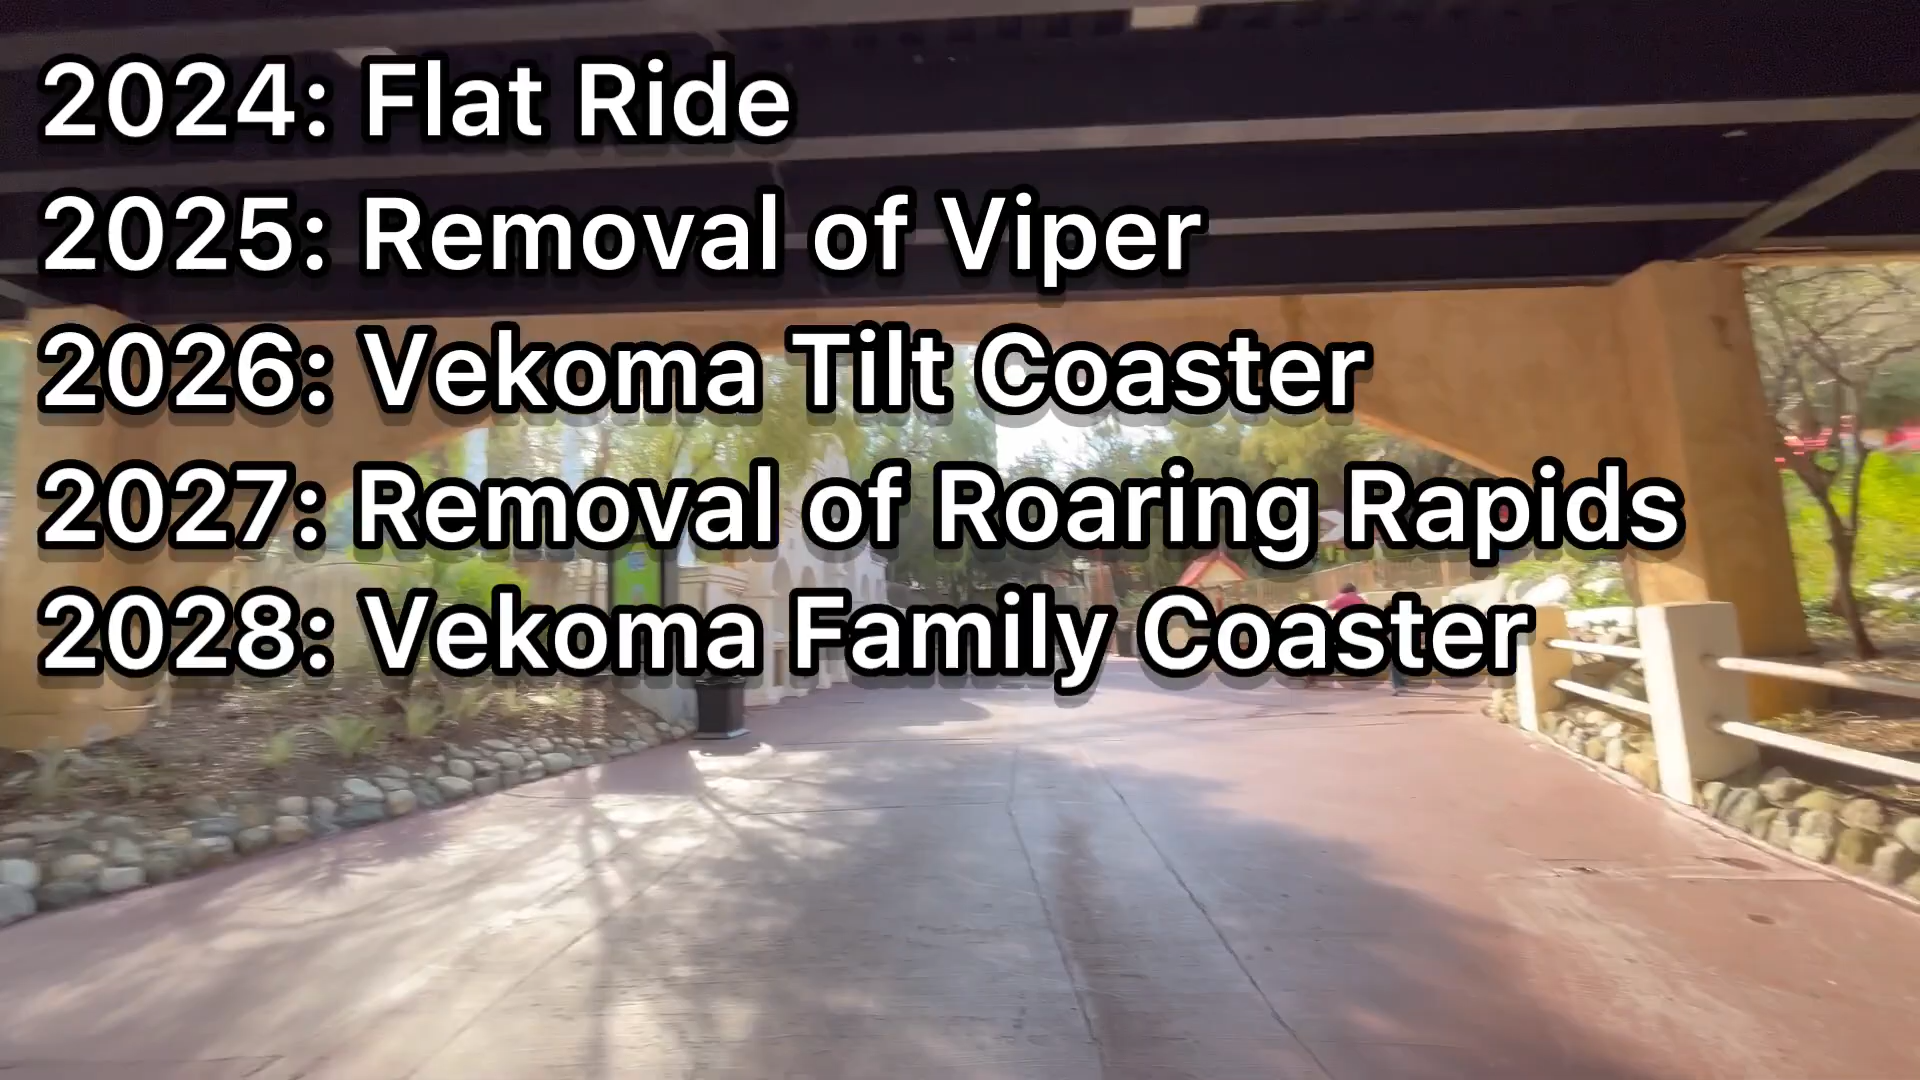 2024: Flat Ride
2025: Removal of Viper
2026: Vekoma Tilt Coaster
2027: Removal of Roaring Rapids
2028: Vekoma Family Coaster